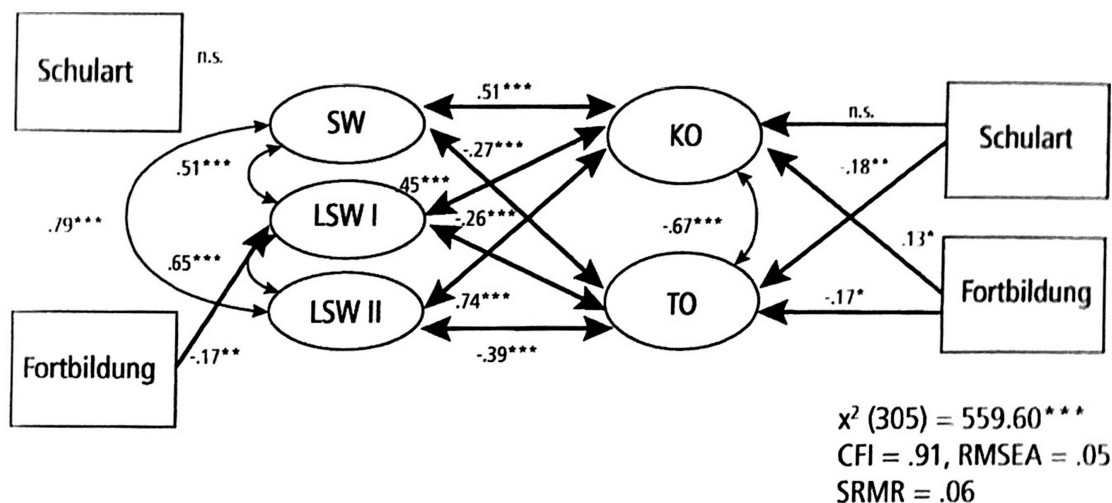 Schulart
n.s.
SW
.51***
KO
n.s.
Schulart
-.27***
-.18**
.51***
.45***
LSW I
-.26***
-.67***
.79***
.13*
.65***
LSW II
.74***
TO
-.17*
Fortbildung
Fortbildung
-.17**
-.39***
x² (305) = 559.60***
CFI = .91, RMSEA = .05
SRMR = .06